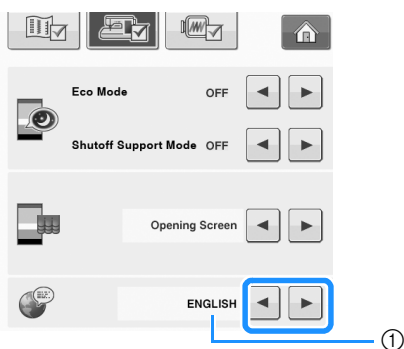 Eco Mode OFF
Shutoff Support Mode OFF
Opening Screen
ENGLISH
①